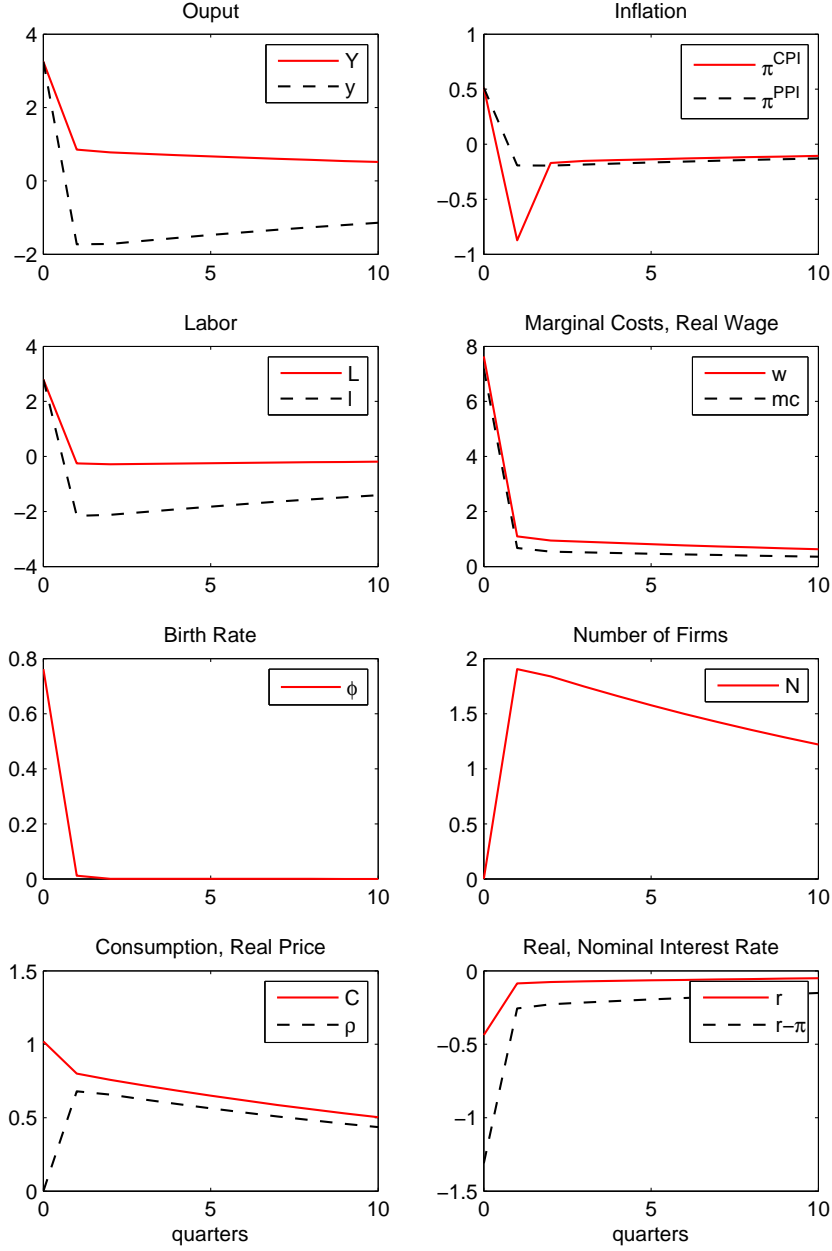 Ouput
4
2
0
−2
0
5
10
Y
y
Inflation
1
0.5
0
−0.5
−1
0
5
10
π^CPI
π^PPI
Labor
4
2
0
−2
−4
0
5
10
L
l
Marginal Costs, Real Wage
8
6
4
2
0
0
5
10
w
mc
Birth Rate
0.8
0.6
0.4
0.2
0
0
5
10
ϕ
Number of Firms
2
1.5
1
0.5
0
0
5
10
N
Consumption, Real Price
1.5
1
0.5
0
0
5
10
quarters
C
ρ
Real, Nominal Interest Rate
0
−0.5
−1
−1.5
0
5
10
quarters
r
r−π